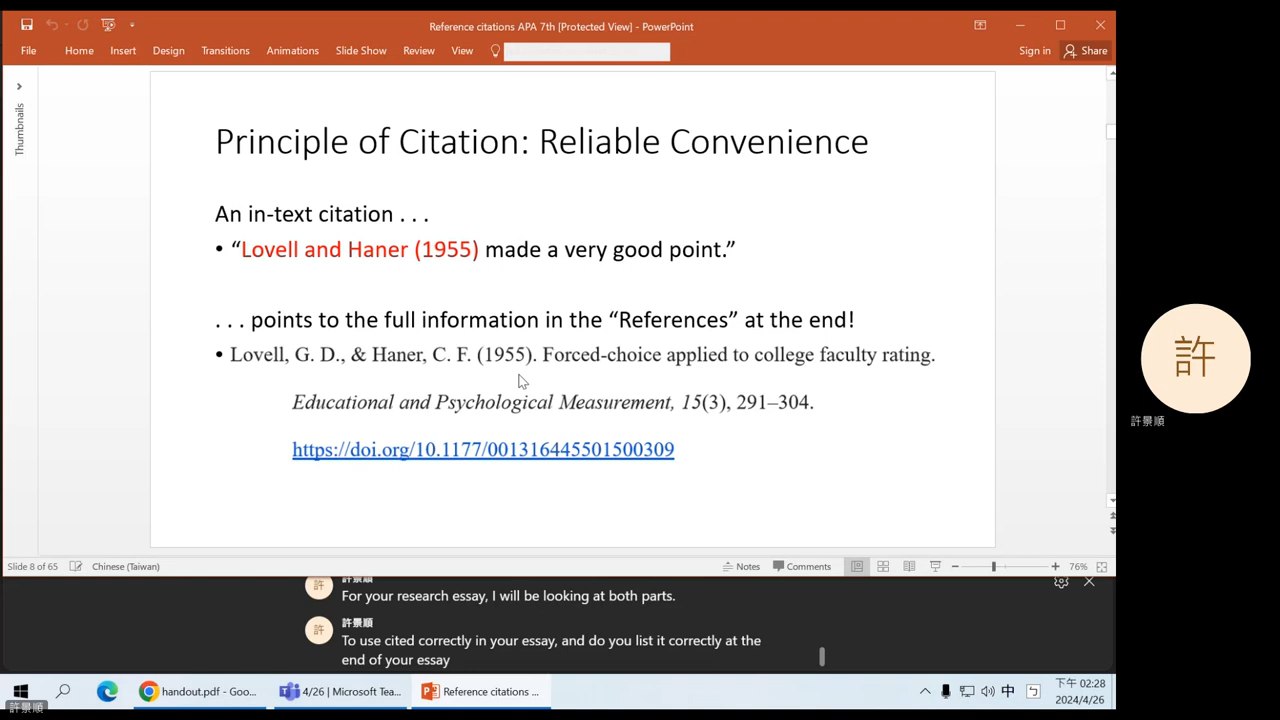 Reference citations APA 7th [Protected View] - PowerPoint
File Home Insert Design Transitions Animations Slide Show Review View Sign in Share
Thumbnails
Principle of Citation: Reliable Convenience
An in-text citation . . .
• “Lovell and Haner (1955) made a very good point.”
. . . points to the full information in the “References” at the end!
• Lovell, G. D., & Haner, C. F. (1955). Forced-choice applied to college faculty rating.
Educational and Psychological Measurement, 15(3), 291–304.
https://doi.org/10.1177/001316445501500309
許
許景順
Slide 8 of 65 Chinese (Taiwan) Notes Comments 76%
許 許景順
For your research essay, I will be looking at both parts.
許 許景順
To use cited correctly in your essay, and do you list it correctly at the
end of your essay
handout.pdf - Goo... 4/26 | Microsoft Tea... Reference citations ... 中 下午 02:28
2024/4/26
許景順